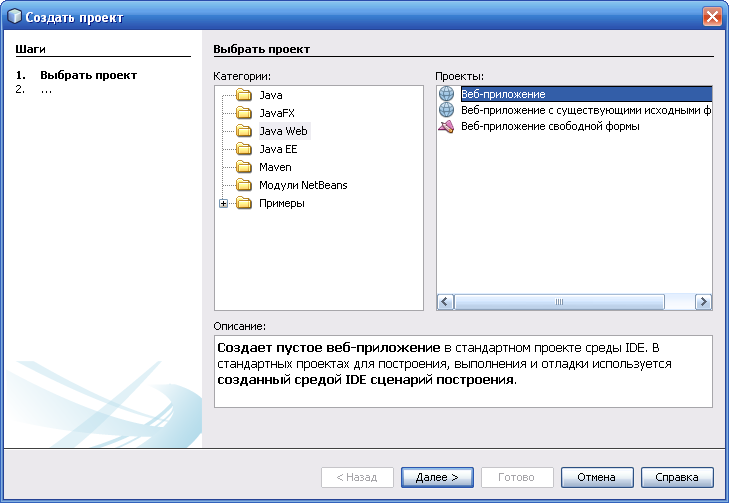 Создать проект
Шаги
1. Выбрать проект
2. ...
Выбрать проект
Категории:
Java
JavaFX
Java Web
Java EE
Maven
Модули NetBeans
Примеры
Проекты:
Веб-приложение
Веб-приложение с существующими исходными ф
Веб-приложение свободной формы
Описание:
Создает пустое веб-приложение в стандартном проекте среды IDE. В
стандартных проектах для построения, выполнения и отладки используется
созданный средой IDE сценарий построения.
< Назад
Далее >
Готово
Отмена
Справка